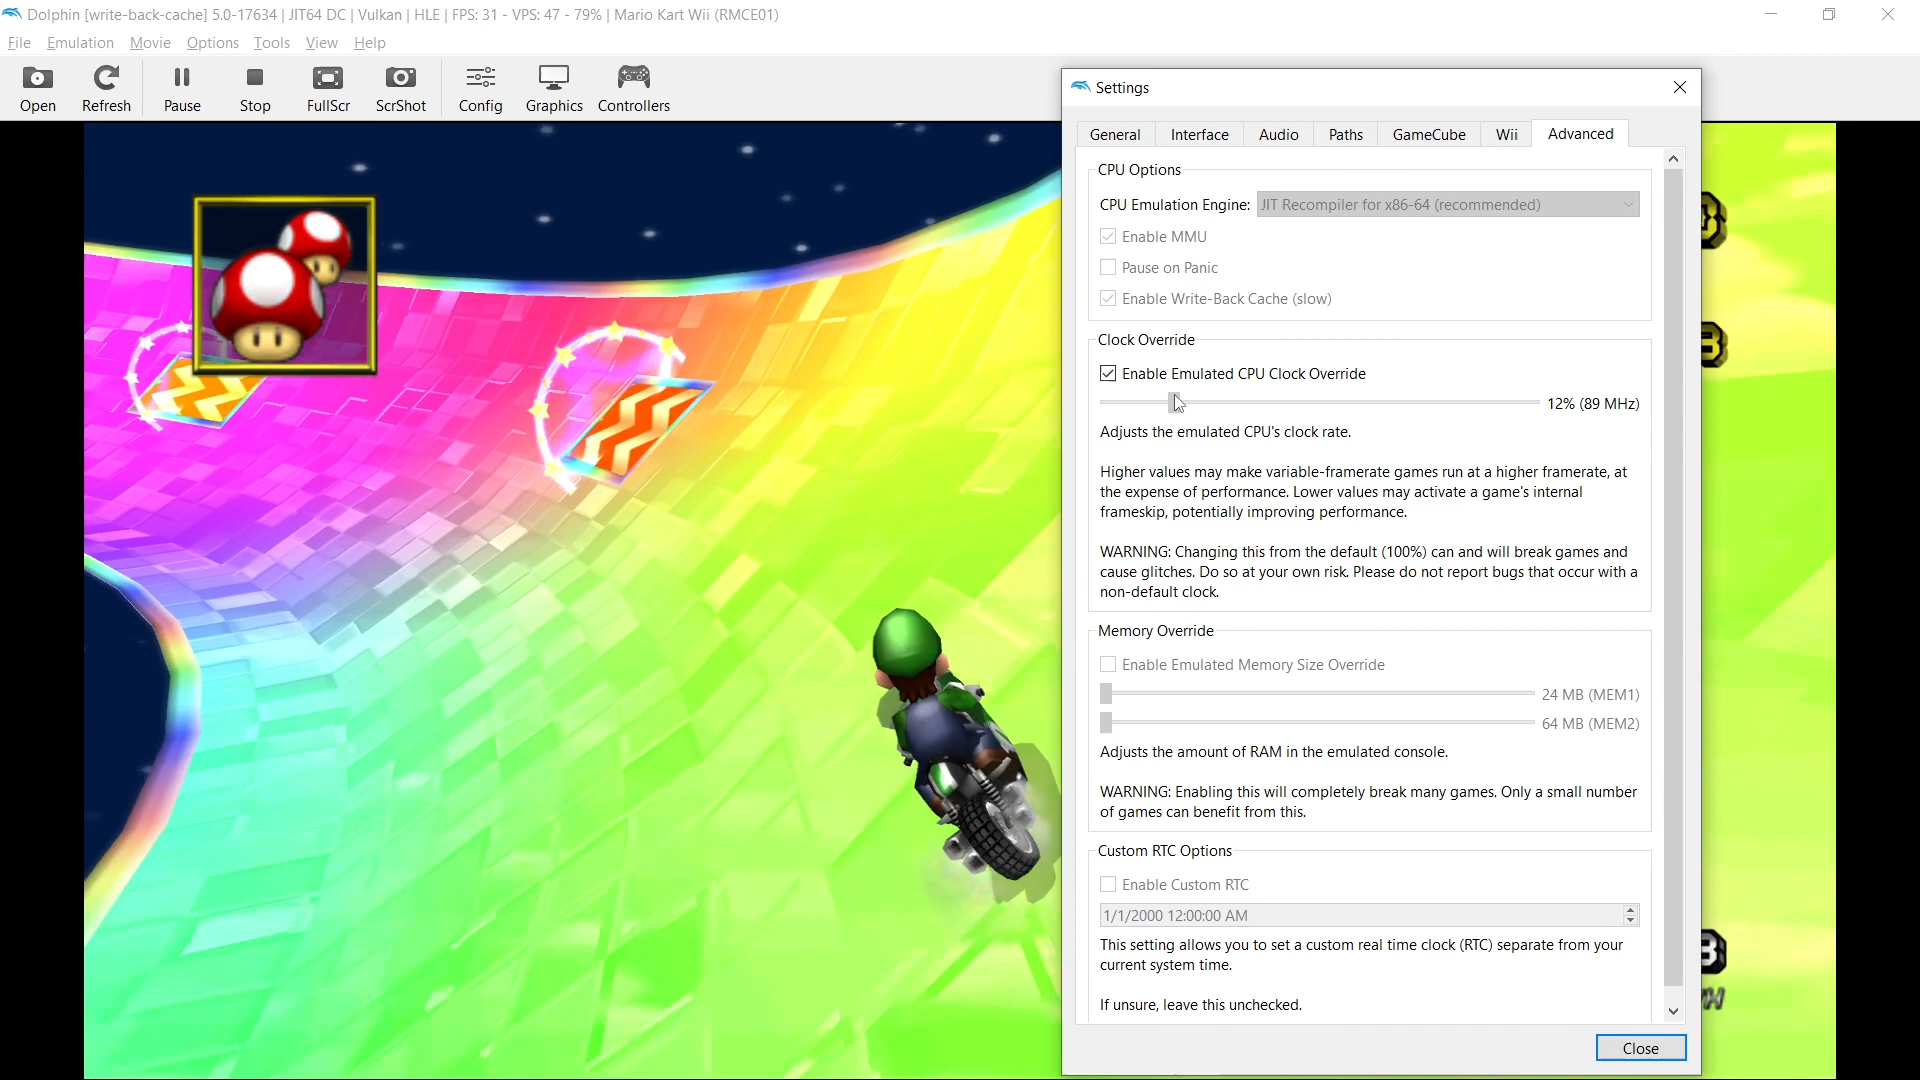 Dolphin [write-back-cache] 5.0-17634 | JIT64 DC | Vulkan | HLE | FPS: 31 - VPS: 47 - 79% | Mario Kart Wii (RMCE01)
File Emulation Movie Options Tools View Help
Open Refresh Pause Stop FullScr ScrShot Config Graphics Controllers
Settings
General Interface Audio Paths GameCube Wii Advanced
CPU Options
CPU Emulation Engine: JIT Recompiler for x86-64 (recommended)
Enable MMU
Pause on Panic
Enable Write-Back Cache (slow)
Clock Override
Enable Emulated CPU Clock Override
12% (89 MHz)
Adjusts the emulated CPU's clock rate.
Higher values may make variable-framerate games run at a higher framerate, at
the expense of performance. Lower values may activate a game's internal
frameskip, potentially improving performance.
WARNING: Changing this from the default (100%) can and will break games and
cause glitches. Do so at your own risk. Please do not report bugs that occur with a
non-default clock.
Memory Override
Enable Emulated Memory Size Override
24 MB (MEM1)
64 MB (MEM2)
Adjusts the amount of RAM in the emulated console.
WARNING: Enabling this will completely break many games. Only a small number
of games can benefit from this.
Custom RTC Options
Enable Custom RTC
1/1/2000 12:00:00 AM
This setting allows you to set a custom real time clock (RTC) separate from your
current system time.
If unsure, leave this unchecked.
Close